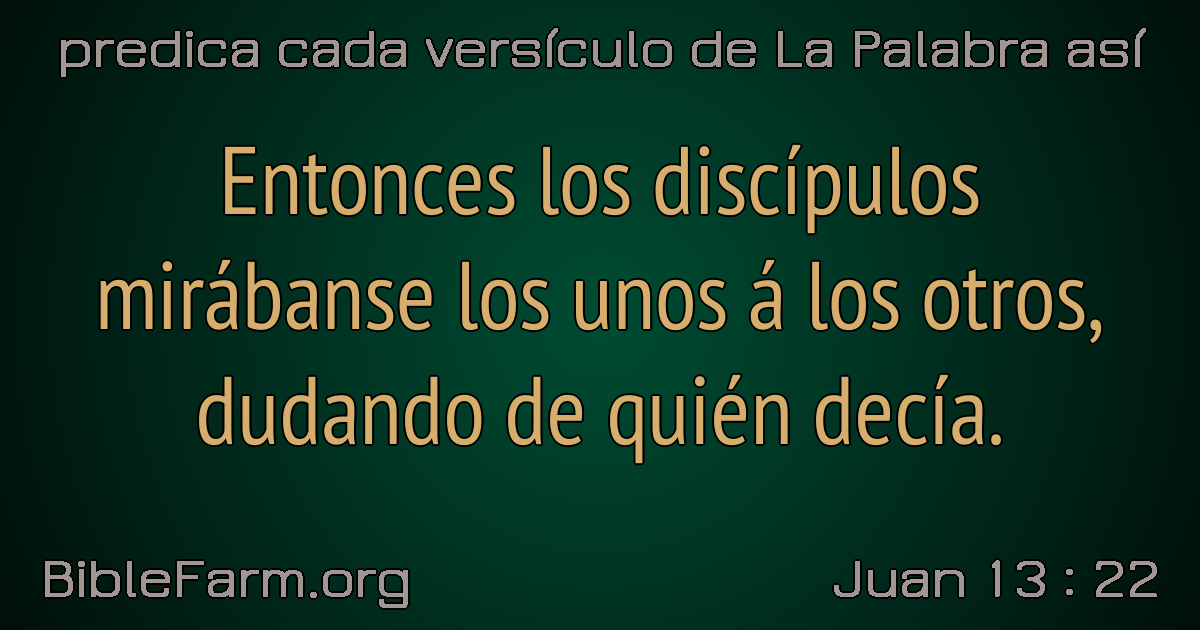 predica cada versículo de La Palabra así
Entonces los discípulos
mirábanse los unos á los otros,
dudando de quién decía.
BibleFarm.org
Juan 13 : 22